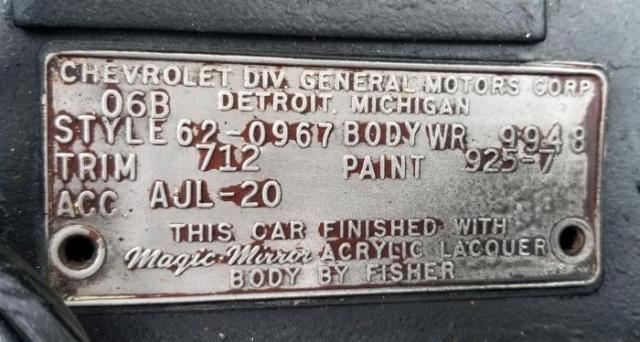 CHEVROLET DIV. GENERAL MOTORS CORP.
06B DETROIT, MICHIGAN
STYLE 62-0967 BODY WR 9948
TRIM 712 PAINT 925-7
ACC. AJL-20
THIS CAR FINISHED WITH
Magic-Mirror ACRYLIC LACQUER
BODY BY FISHER